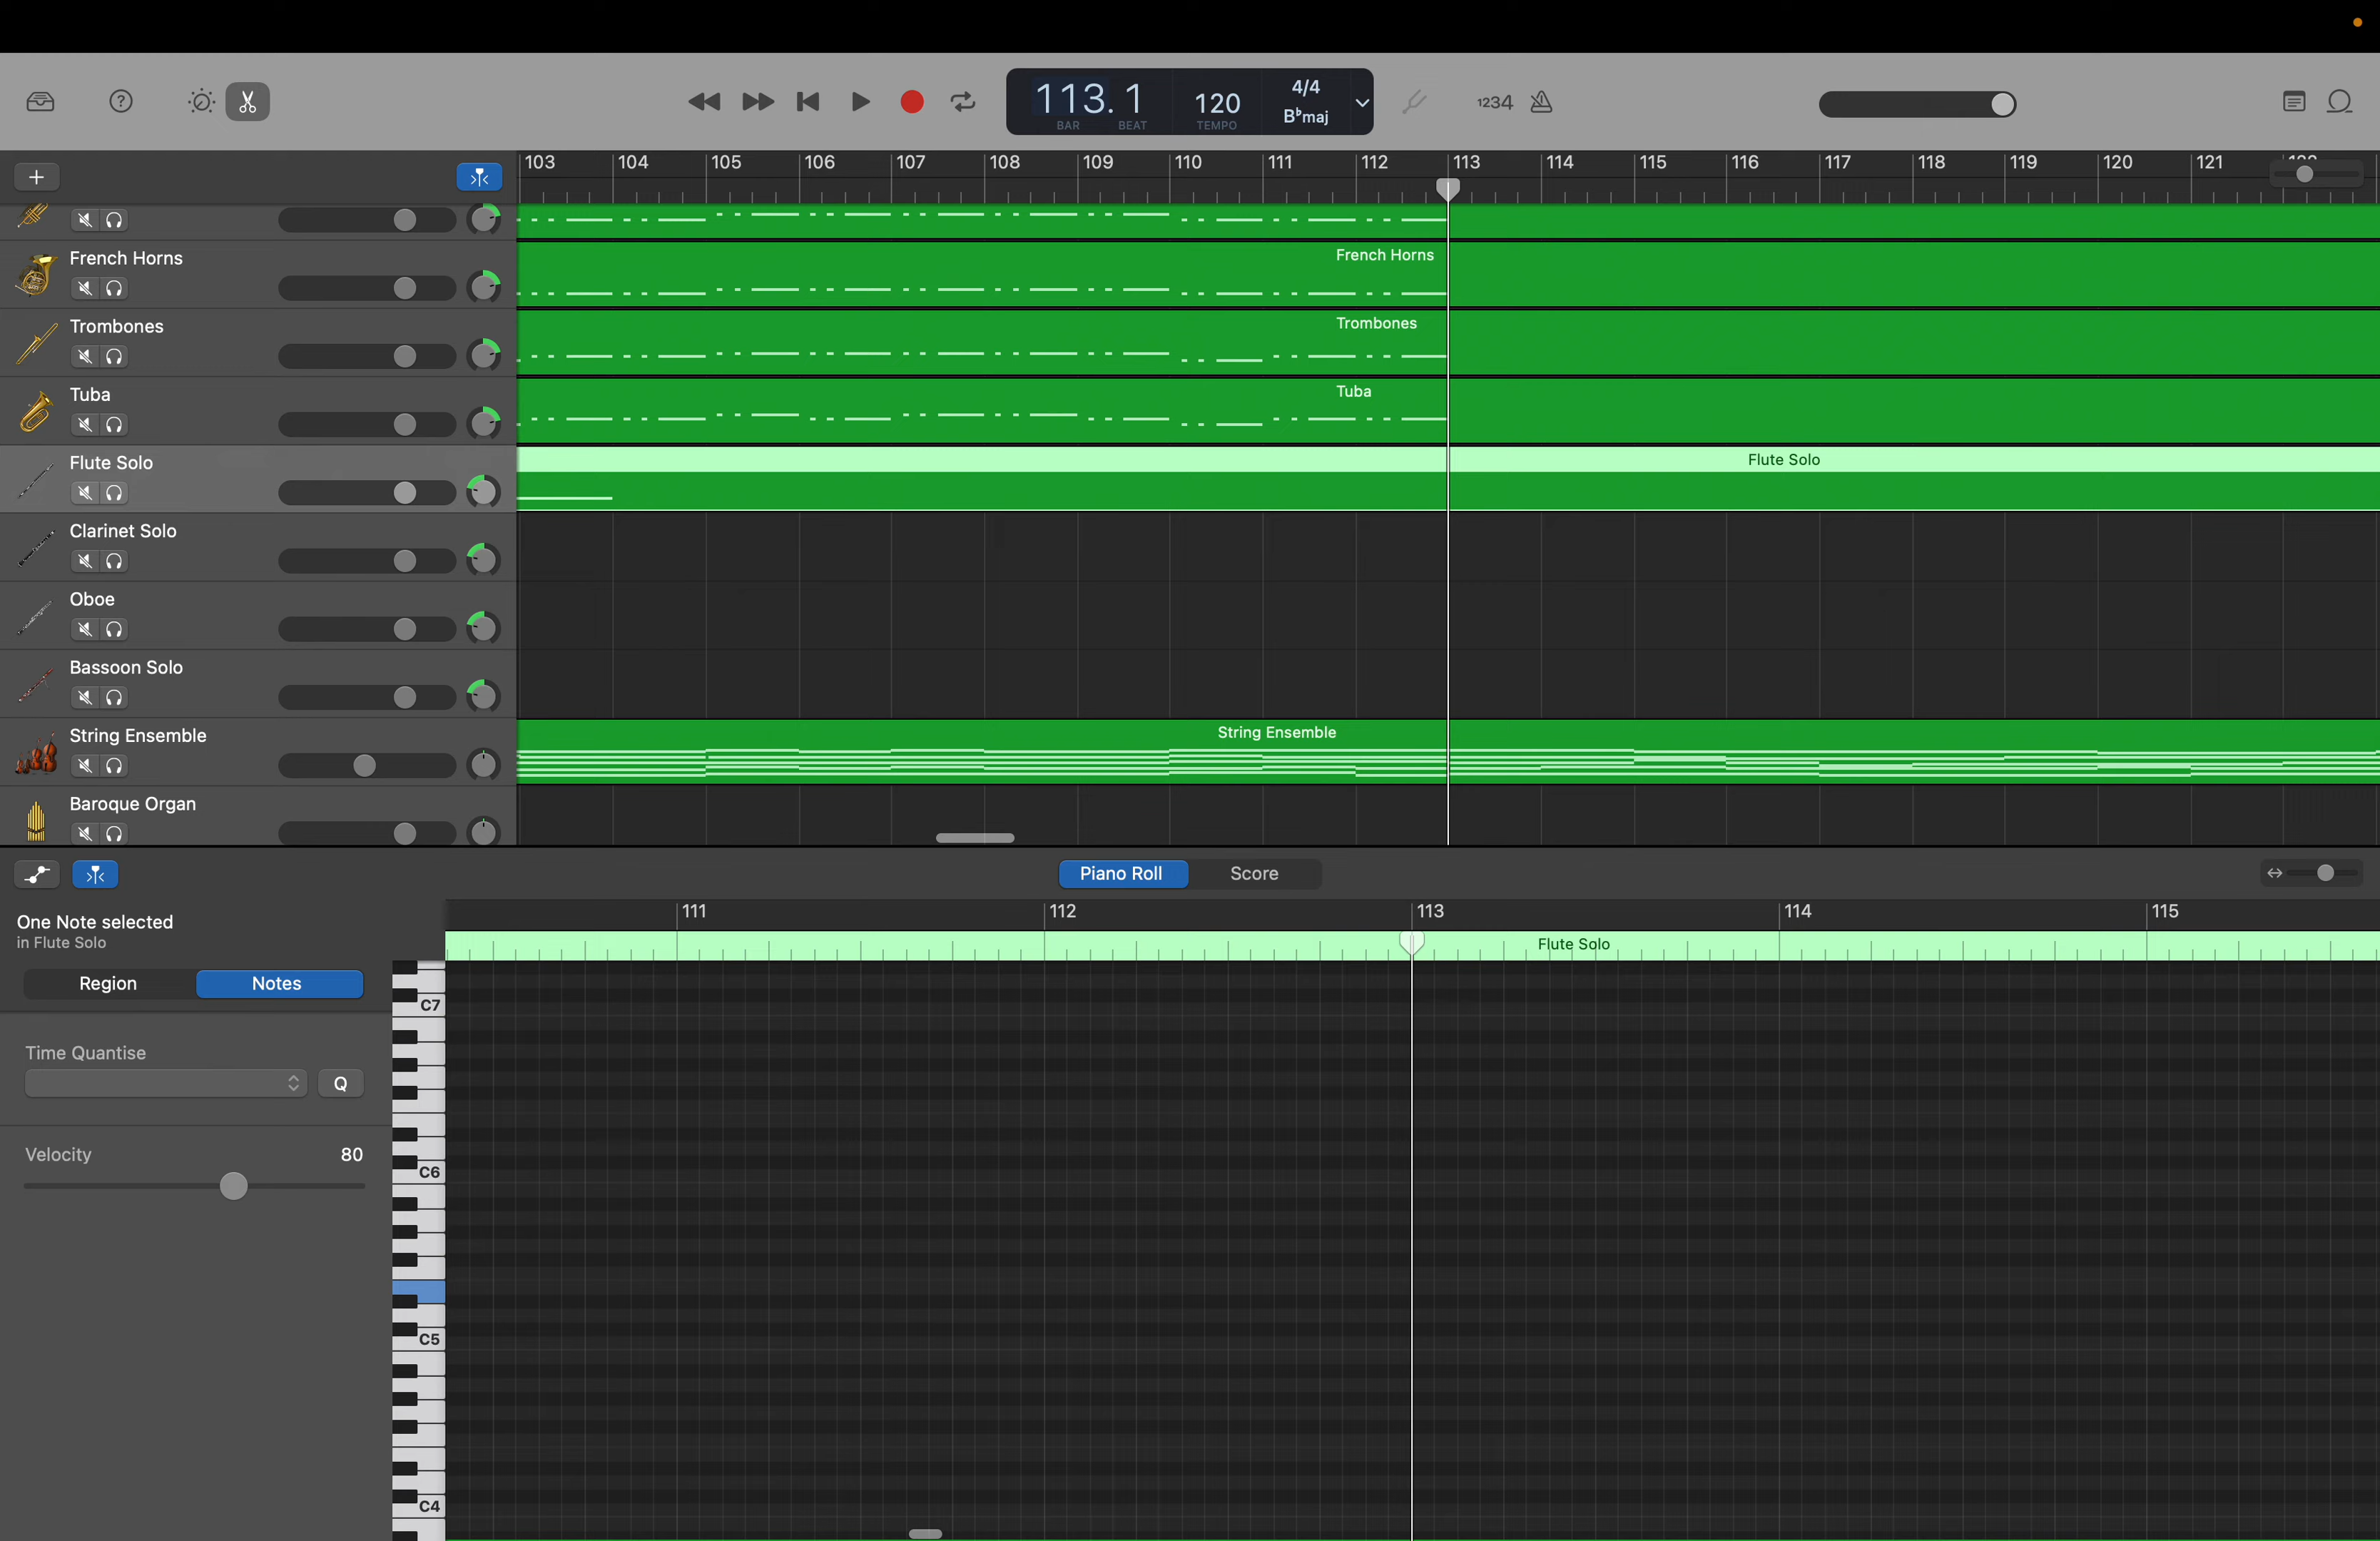 113. 1
BAR BEAT
120
TEMPO
4/4
B♭maj
1234
103 104 105 106 107 108 109 110 111 112 113 114 115 116 117 118 119 120 121
French Horns
French Horns
Trombones
Trombones
Tuba
Tuba
Flute Solo
Flute Solo
Clarinet Solo
Oboe
Bassoon Solo
String Ensemble
String Ensemble
Baroque Organ
Piano Roll Score
One Note selected
in Flute Solo
111 112 113 114 115
Flute Solo
Region Notes
C7
Time Quantise
Q
Velocity 80
C6
C5
C4